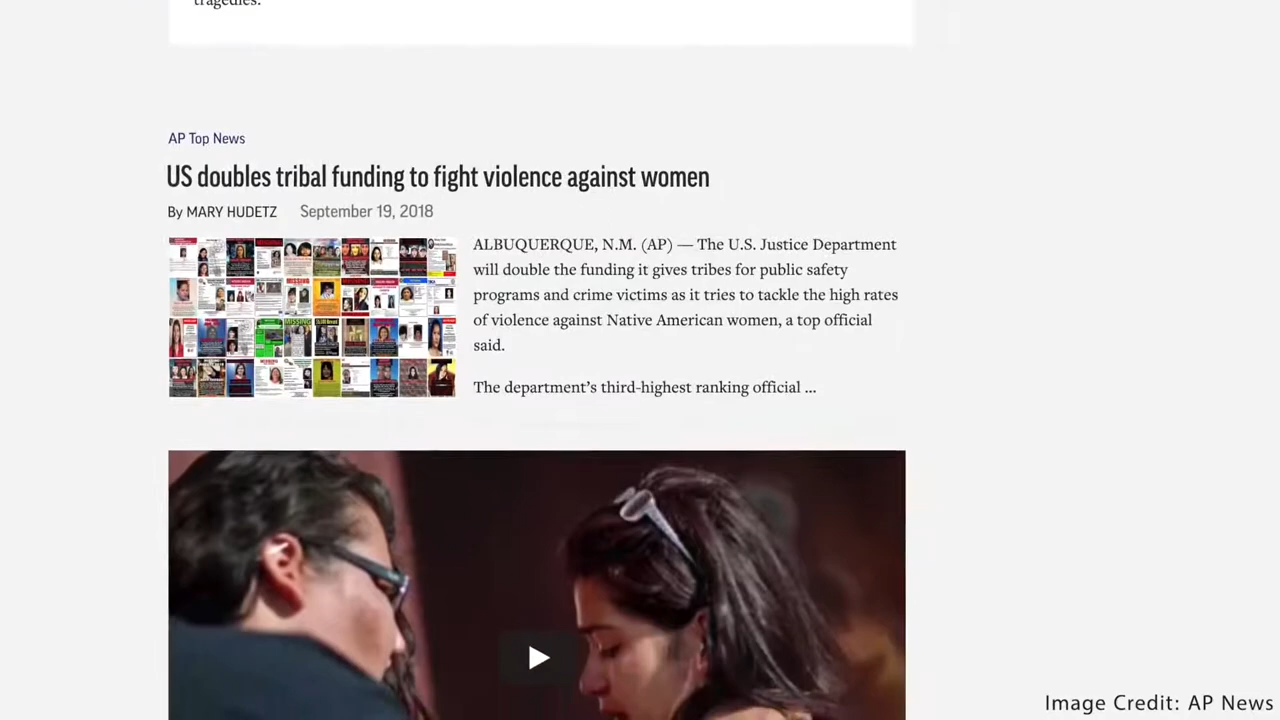 tragedies.
AP Top News
US doubles tribal funding to fight violence against women
By MARY HUDETZ September 19, 2018
ALBUQUERQUE, N.M. (AP) — The U.S. Justice Department
will double the funding it gives tribes for public safety
programs and crime victims as it tries to tackle the high rates
of violence against Native American women, a top official
said.
The department’s third-highest ranking official ...
MISSING
Image Credit: AP News